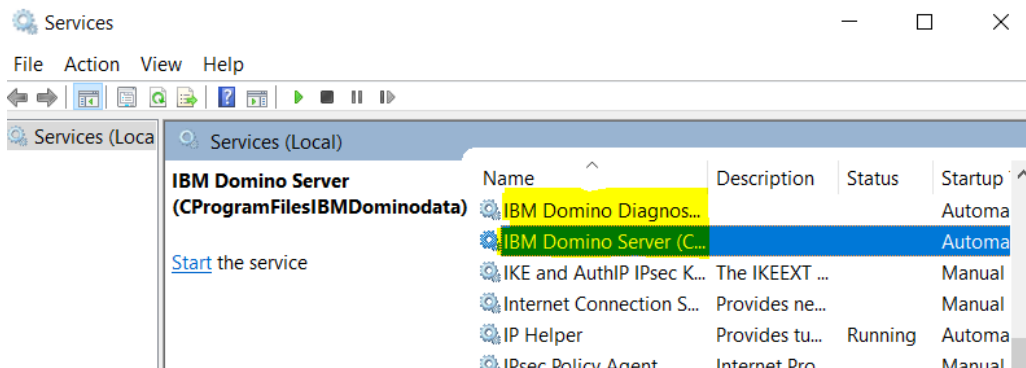 Services
File Action View Help
Services (Loca
Services (Local)
IBM Domino Server
(CProgramFilesIBMDominodata)
Start the service
Name Description Status Startup
IBM Domino Diagnos... Automa
IBM Domino Server (C... Automa
IKE and AuthIP IPsec K... The IKEEXT ... Manual
Internet Connection S... Provides ne... Manual
IP Helper Provides tu... Running Automa
IPsec Policy Agent Internet Pro Manual